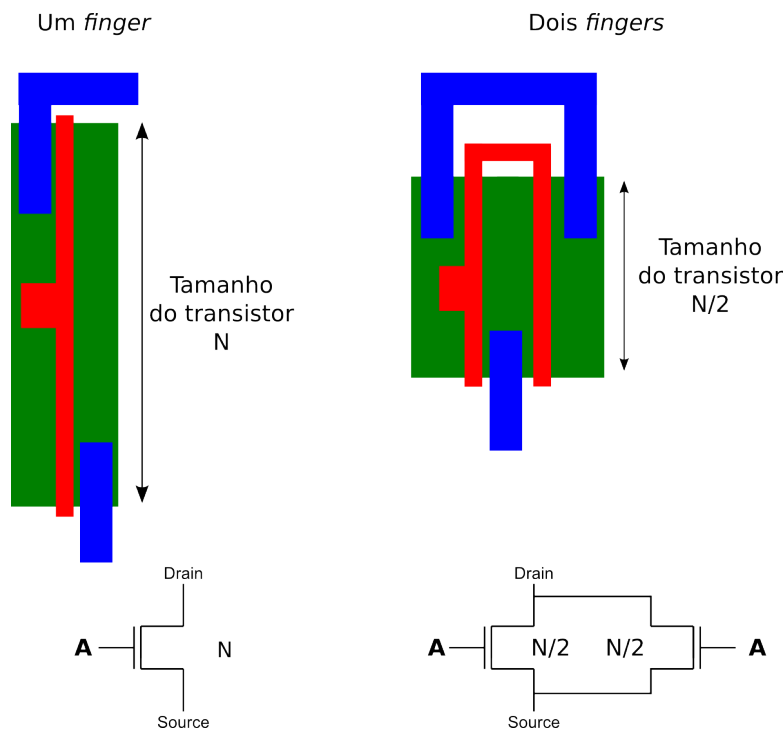 Um finger
Dois fingers
Tamanho
do transistor
N
Tamanho
do transistor
N/2
Drain
A
N
Source
Drain
A
N/2
N/2
A
Source